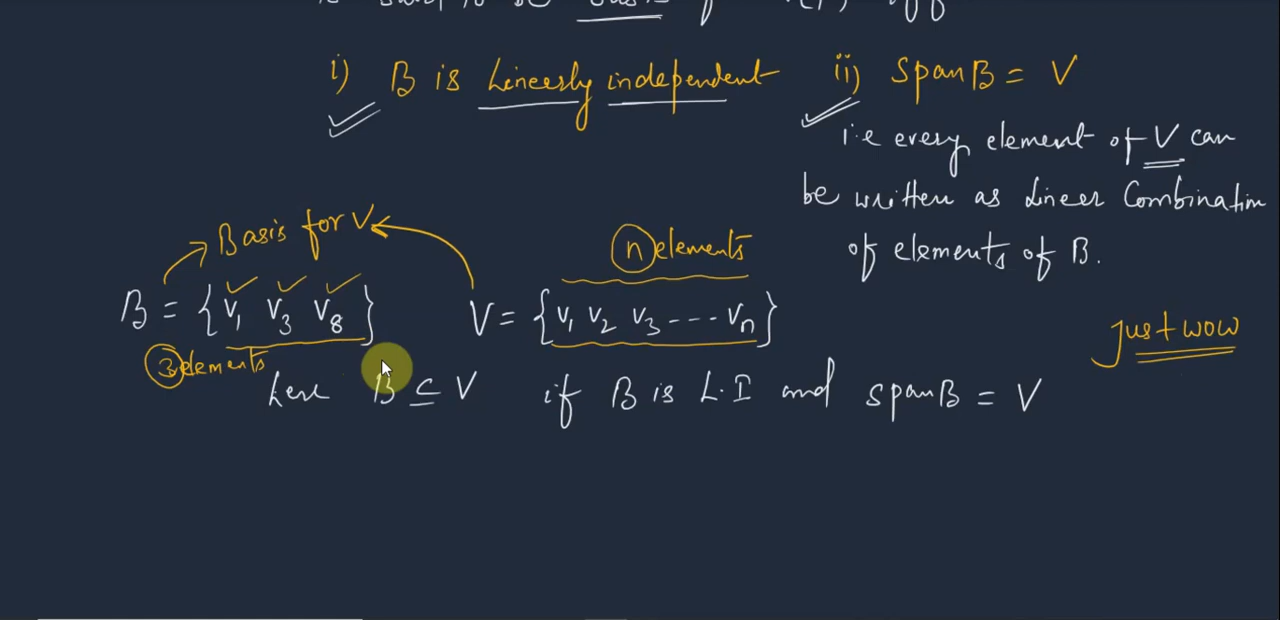 i) B is Linearly independent ii) Span B = V
i.e every element of V can
be written as Linear Combination
of elements of B.
Basis for V
n elements
B = { v₁ v₃ v₈ } V = { v₁ v₂ v₃ --- vₙ }
Just wow
3 elements
here B ⊆ V if B is L.I and span B = V